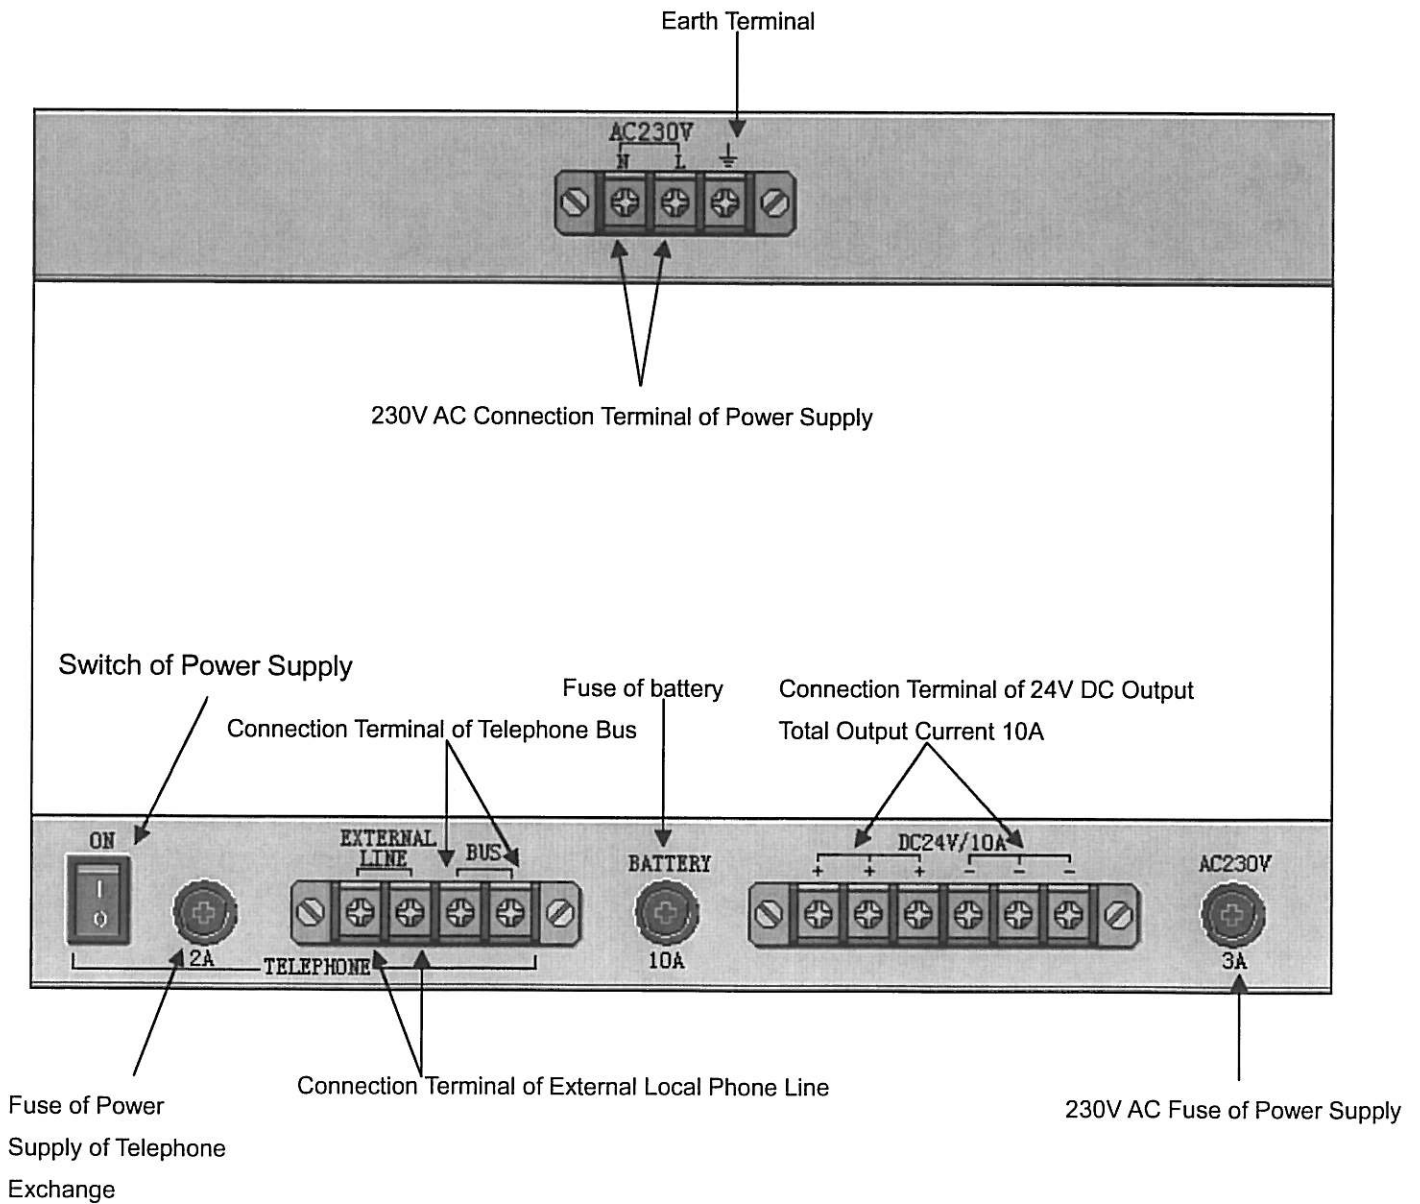 Earth Terminal
AC230V
N L
230V AC Connection Terminal of Power Supply
Switch of Power Supply
Connection Terminal of Telephone Bus
Fuse of battery
Connection Terminal of 24V DC Output
Total Output Current 10A
ON
EXTERNAL
LINE
BUS
BATTERY
DC24V/10A
+ + + - - -
AC230V
I
O
2A
TELEPHONE
10A
3A
Connection Terminal of External Local Phone Line
Fuse of Power
Supply of Telephone
Exchange
230V AC Fuse of Power Supply